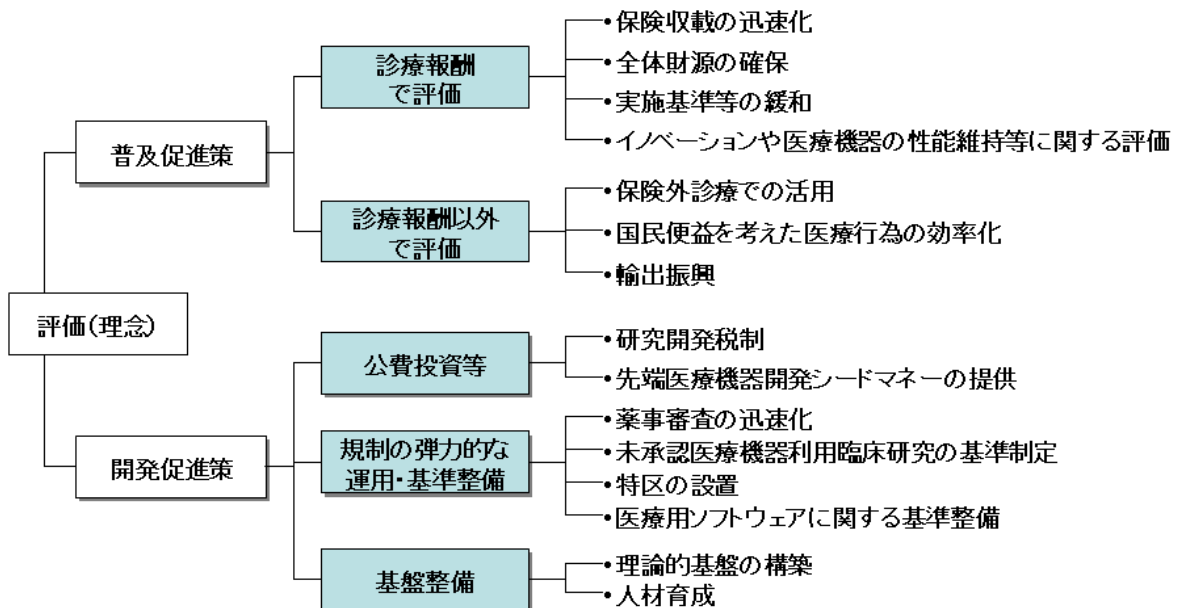 評価(理念)
普及促進策
診療報酬
で評価
・保険収載の迅速化
・全体財源の確保
・実施基準等の緩和
・イノベーションや医療機器の性能維持等に関する評価
診療報酬以外
で評価
・保険外診療での活用
・国民便益を考えた医療行為の効率化
・輸出振興
開発促進策
公費投資等
・研究開発税制
・先端医療機器開発シードマネーの提供
規制の弾力的な
運用・基準整備
・薬事審査の迅速化
・未承認医療機器利用臨床研究の基準制定
・特区の設置
・医療用ソフトウェアに関する基準整備
基盤整備
・理論的基盤の構築
・人材育成